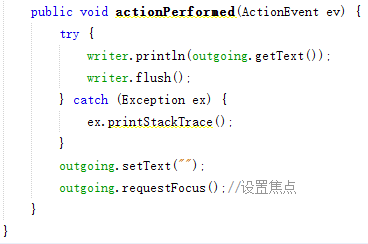 public void actionPerformed(ActionEvent ev) {
try {
writer.println(outgoing.getText());
writer.flush();
} catch (Exception ex) {
ex.printStackTrace();
}
outgoing.setText("");
outgoing.requestFocus();//设置焦点
}
}